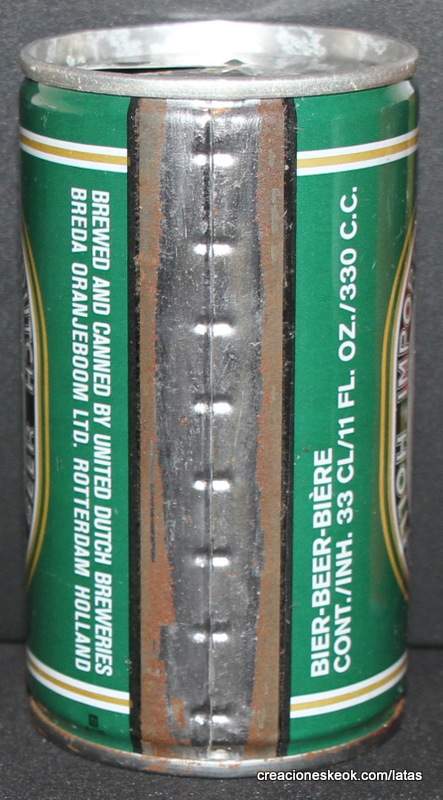 BREWED AND CANNED BY UNITED DUTCH BREWERIES
BREDA ORANJEBOOM LTD. ROTTERDAM HOLLAND
BIER-BEER-BIÈRE
CONT./INH. 33 CL/11 FL. OZ./330 C.C.
creacioneskeok.com/latas